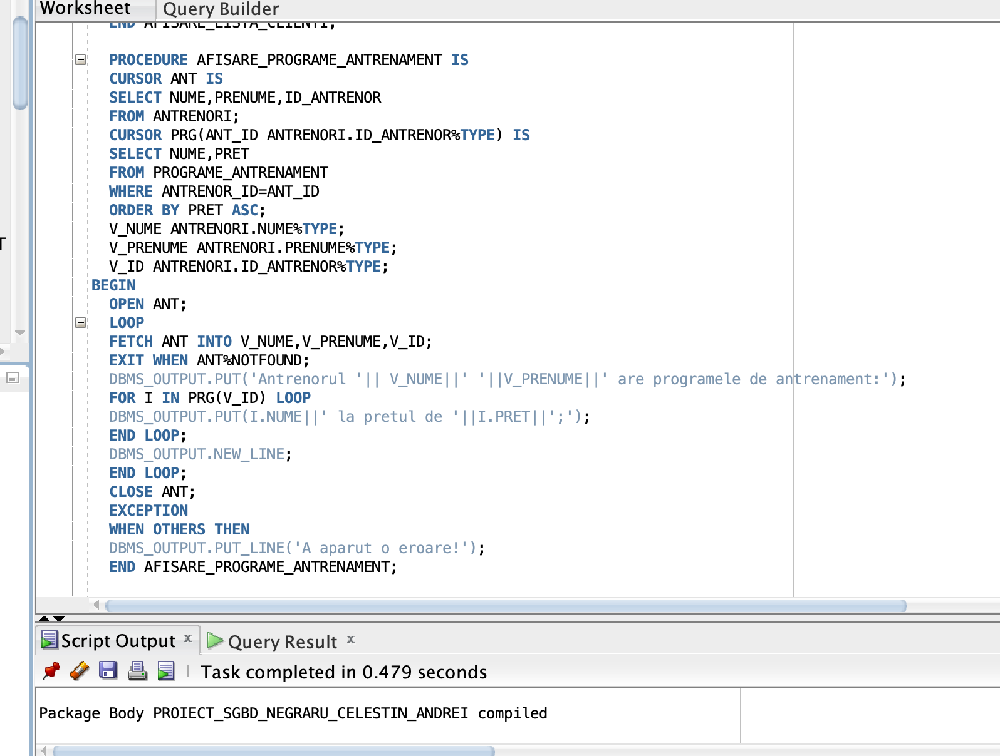 Worksheet Query Builder
END AFISARE_LISTA_CLIENTI;
PROCEDURE AFISARE_PROGRAME_ANTRENAMENT IS
CURSOR ANT IS
SELECT NUME,PRENUME,ID_ANTRENOR
FROM ANTRENORI;
CURSOR PRG(ANT_ID ANTRENORI.ID_ANTRENOR%TYPE) IS
SELECT NUME,PRET
FROM PROGRAME_ANTRENAMENT
WHERE ANTRENOR_ID=ANT_ID
ORDER BY PRET ASC;
V_NUME ANTRENORI.NUME%TYPE;
T
V_PRENUME ANTRENORI.PRENUME%TYPE;
V_ID ANTRENORI.ID_ANTRENOR%TYPE;
BEGIN
OPEN ANT;
LOOP
FETCH ANT INTO V_NUME,V_PRENUME,V_ID;
EXIT WHEN ANT%NOTFOUND;
DBMS_OUTPUT.PUT('Antrenorul '|| V_NUME||' '||V_PRENUME||' are programele de antrenament:');
FOR I IN PRG(V_ID) LOOP
DBMS_OUTPUT.PUT(I.NUME||' la pretul de '||I.PRET||';');
END LOOP;
DBMS_OUTPUT.NEW_LINE;
END LOOP;
CLOSE ANT;
EXCEPTION
WHEN OTHERS THEN
DBMS_OUTPUT.PUT_LINE('A aparut o eroare!');
END AFISARE_PROGRAME_ANTRENAMENT;
Script Output x Query Result x
Task completed in 0.479 seconds
Package Body PROIECT_SGBD_NEGRARU_CELESTIN_ANDREI compiled